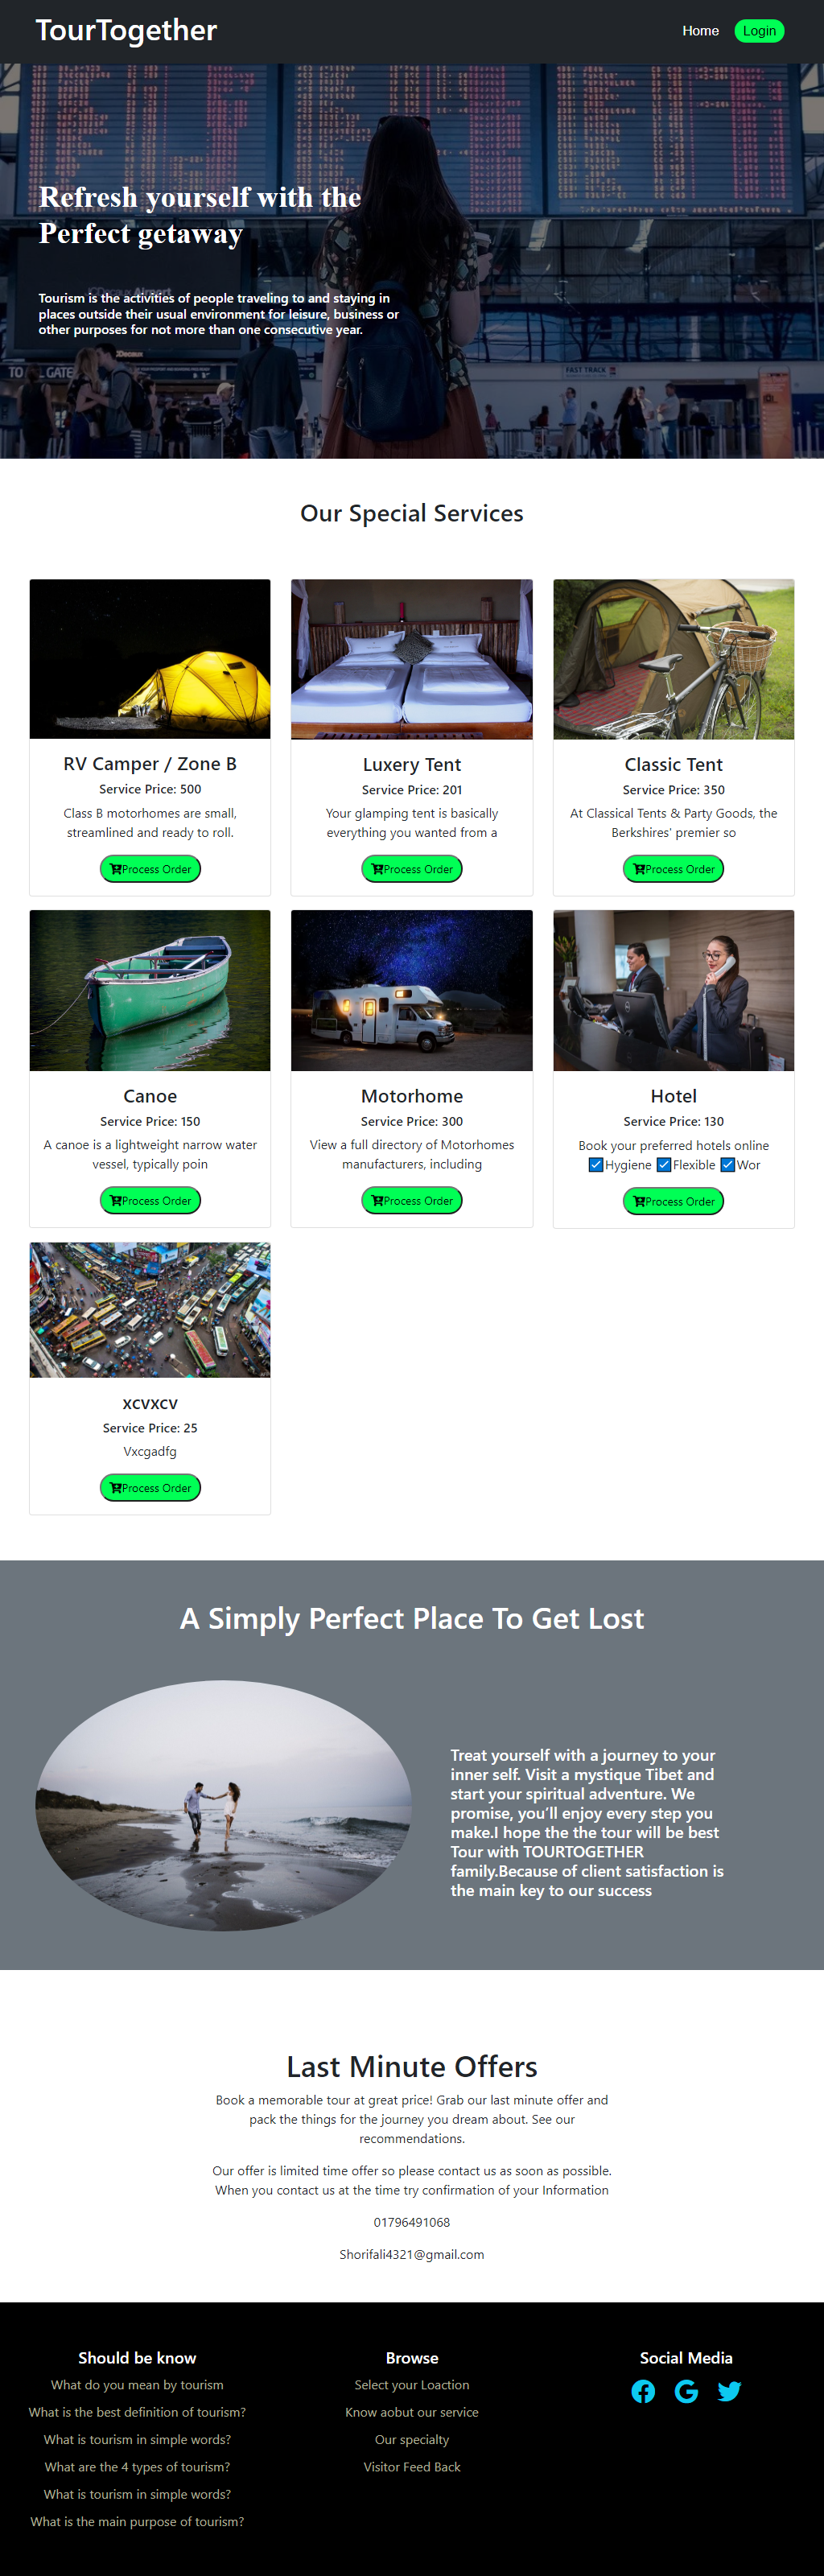 TourTogether
Home
Login
Refresh yourself with the
Perfect getaway
JCDecaux Airport
Tourism is the activities of people traveling to and staying in
places outside their usual environment for leisure, business or
other purposes for not more than one consecutive year.
JCDecaux
TO
GATE
FAST TRACK
Our Special Services
RV Camper / Zone B
Service Price: 500
Class B motorhomes are small,
streamlined and ready to roll.
Process Order
Luxery Tent
Service Price: 201
Your glamping tent is basically
everything you wanted from a
Process Order
Classic Tent
Service Price: 350
At Classical Tents & Party Goods, the
Berkshires' premier so
Process Order
Canoe
Service Price: 150
A canoe is a lightweight narrow water
vessel, typically poin
Process Order
Motorhome
Service Price: 300
View a full directory of Motorhomes
manufacturers, including
Process Order
Hotel
Service Price: 130
Book your preferred hotels online
☑Hygiene ☑Flexible ☑Wor
Process Order
XCVXCV
Service Price: 25
Vxcgadfg
Process Order
A Simply Perfect Place To Get Lost
Treat yourself with a journey to your
inner self. Visit a mystique Tibet and
start your spiritual adventure. We
promise, you'll enjoy every step you
make.I hope the the tour will be best
Tour with TOURTOGETHER
family.Because of client satisfaction is
the main key to our success
Last Minute Offers
Book a memorable tour at great price! Grab our last minute offer and
pack the things for the journey you dream about. See our
recommendations.
Our offer is limited time offer so please contact us as soon as possible.
When you contact us at the time try confirmation of your Information
01796491068
Shorifali4321@gmail.com
Should be know
What do you mean by tourism
What is the best definition of tourism?
What is tourism in simple words?
What are the 4 types of tourism?
What is tourism in simple words?
What is the main purpose of tourism?
Browse
Select your Loaction
Know aobut our service
Our specialty
Visitor Feed Back
Social Media